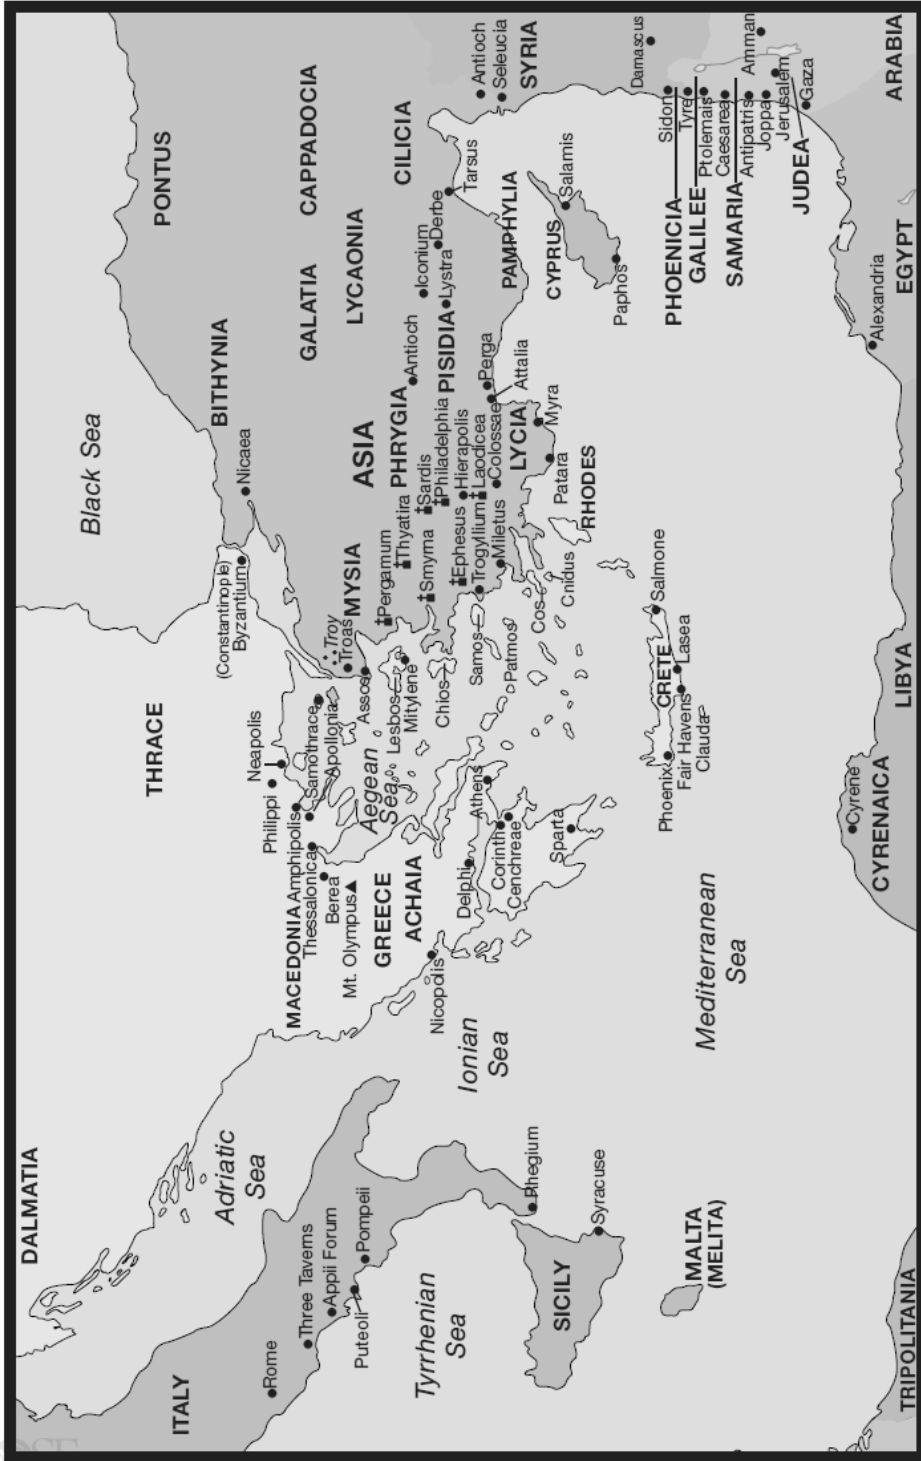 DALMATIA
Adriatic
Sea
ITALY
Rome
Three Taverns
Appii Forum
Puteoli
Pompeii
Tyrrhenian
Sea
Rhegium
SICILY
Syracuse
MALTA
(MELITA)
TRIPOLITANIA
Ionian
Sea
Mediterranean
Sea
THRACE
MACEDONIA
Philippi
Neapolis
Amphipolis
Thessalonica
Samothrace
Apollonia
Berea
Mt. Olympus
GREECE
ACHAIA
Nicopolis
Delphi
Athens
Corinth
Cenchreae
Sparta
Aegean
Sea
Black Sea
(Constantinople)
Byzantium
Nicaea
BITHYNIA
PONTUS
GALATIA
CAPPADOCIA
LYCAONIA
CILICIA
ASIA
MYSIA
Troy
Troas
Assos
Pergamum
Lesbos
Mitylene
Thyatira
Smyrna
Sardis
Philadelphia
Chios
Ephesus
Hierapolis
Laodicea
Colossae
Samos
Trogyllium
Miletus
Patmos
Cos
Cnidus
RHODES
PHRYGIA
Antioch
PISIDIA
Iconium
Lystra
Derbe
Tarsus
PAMPHYLIA
Perga
Attalia
LYCIA
Patara
Myra
CYPRUS
Salamis
Paphos
Antioch
Seleucia
SYRIA
Damascus
Sidon
Tyre
Ptolemais
Caesarea
Antipatris
Joppa
Jerusalem
Gaza
Amman
PHOENICIA
GALILEE
SAMARIA
JUDEA
ARABIA
EGYPT
Alexandria
LIBYA
CYRENAICA
Cyrene
CRETE
Phoenix
Fair Havens
Lasea
Salmone
Clauda